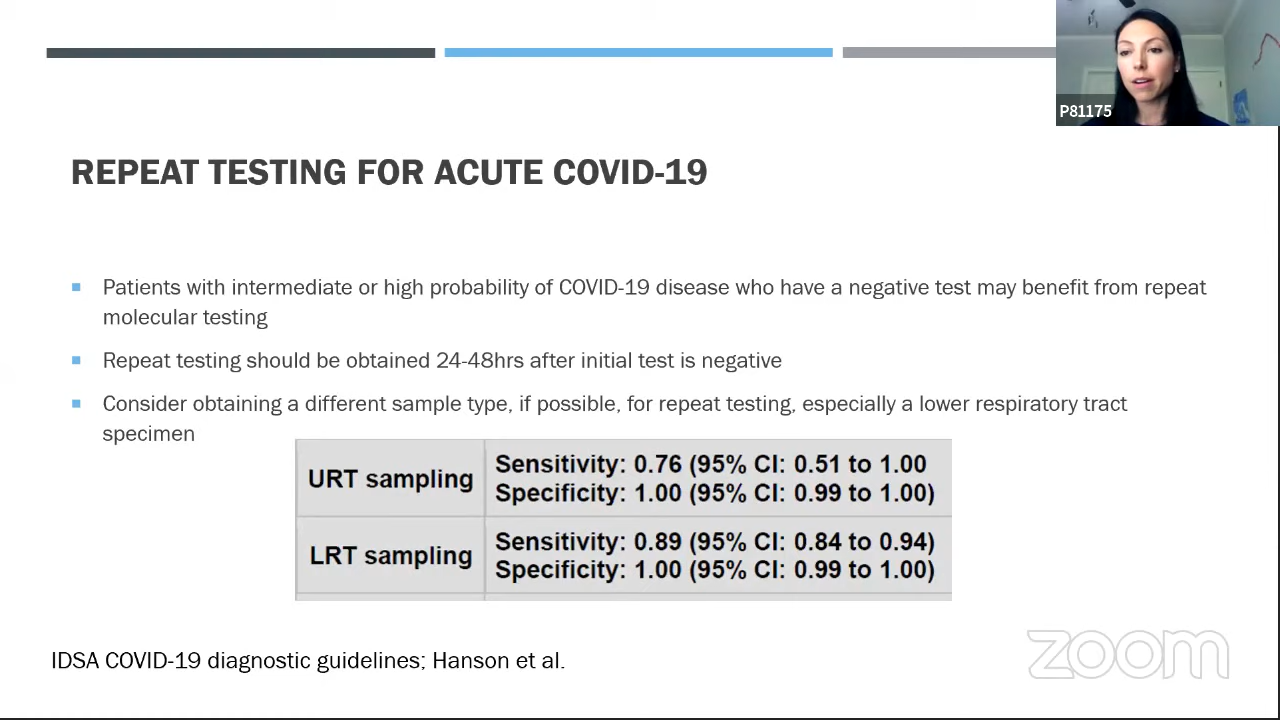 P81175
REPEAT TESTING FOR ACUTE COVID-19
Patients with intermediate or high probability of COVID-19 disease who have a negative test may benefit from repeat
molecular testing
Repeat testing should be obtained 24-48hrs after initial test is negative
Consider obtaining a different sample type, if possible, for repeat testing, especially a lower respiratory tract
specimen
URT sampling
Sensitivity: 0.76 (95% CI: 0.51 to 1.00
Specificity: 1.00 (95% CI: 0.99 to 1.00)
LRT sampling
Sensitivity: 0.89 (95% CI: 0.84 to 0.94)
Specificity: 1.00 (95% CI: 0.99 to 1.00)
IDSA COVID-19 diagnostic guidelines; Hanson et al.
zoom